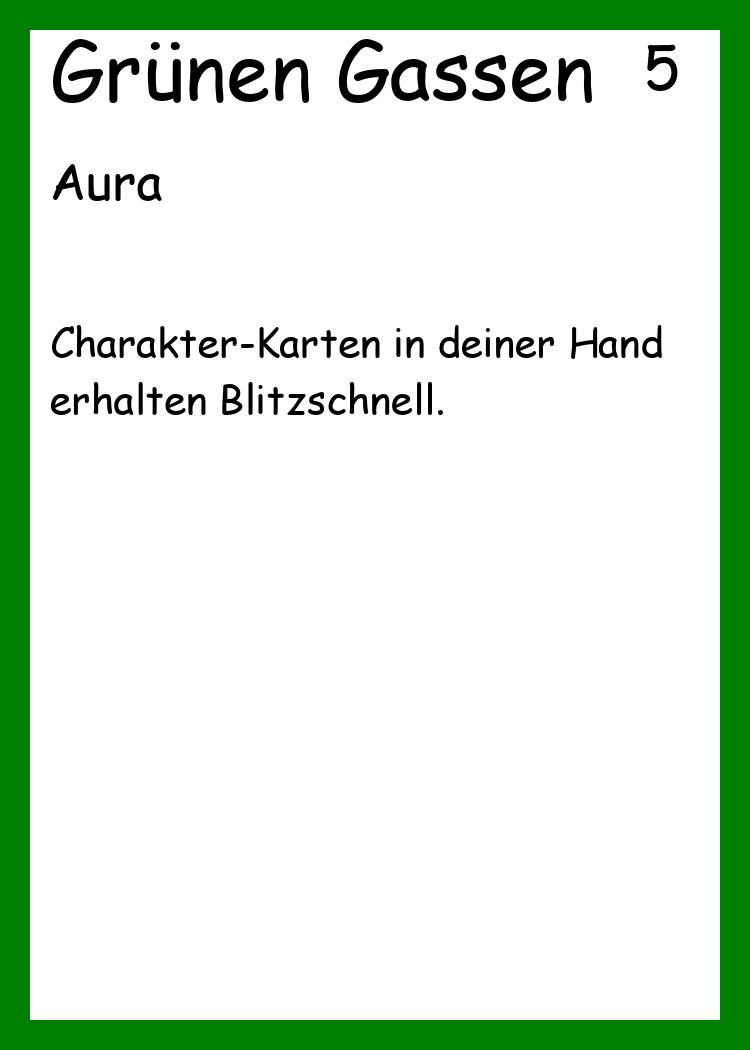 Grünen Gassen 5
Aura
Charakter-Karten in deiner Hand
erhalten Blitzschnell.